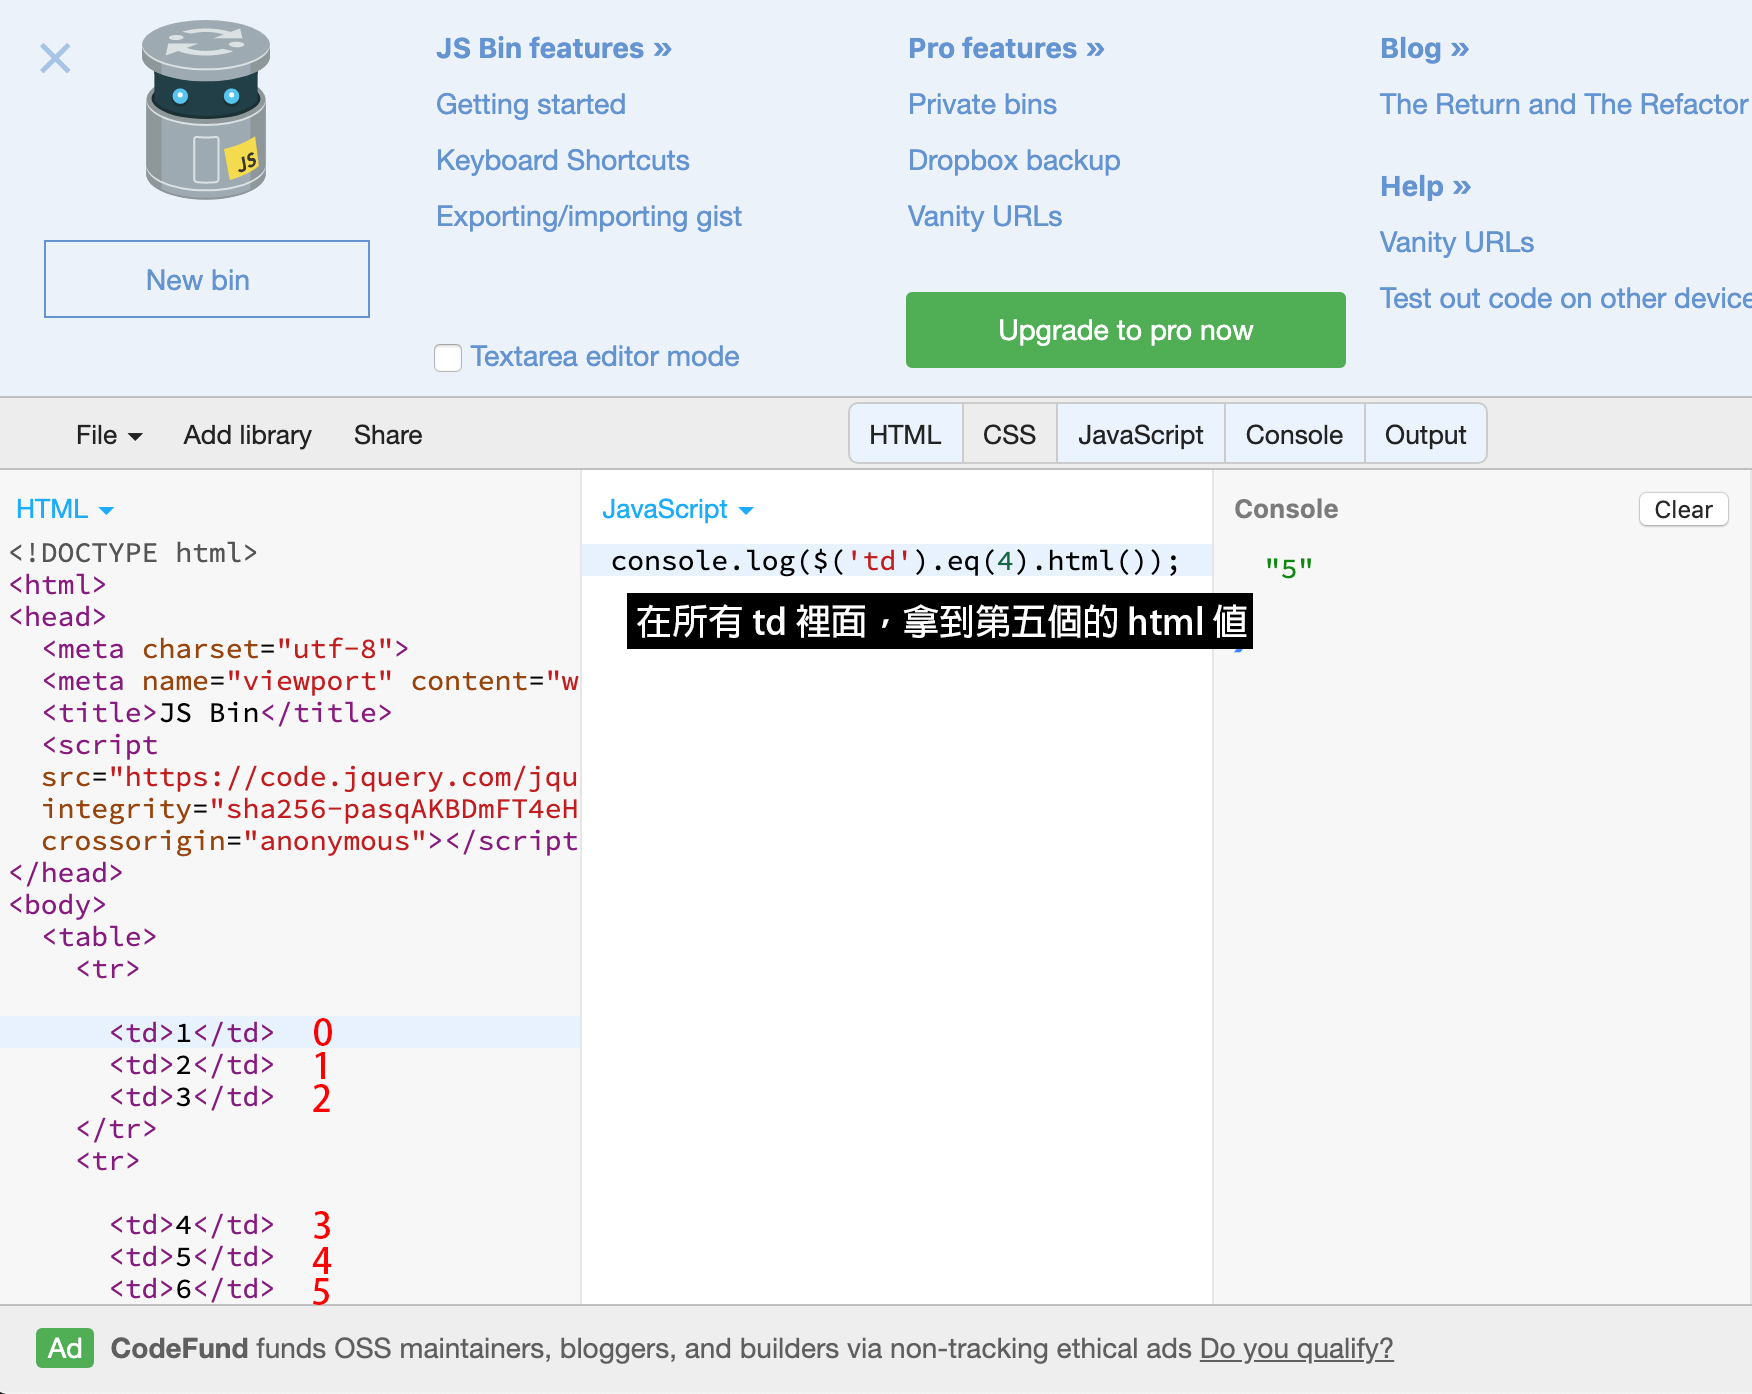 JS
New bin
JS Bin features »
Getting started
Keyboard Shortcuts
Exporting/importing gist
Textarea editor mode
Pro features »
Private bins
Dropbox backup
Vanity URLs
Upgrade to pro now
Blog »
The Return and The Refactor
Help »
Vanity URLs
Test out code on other device
File Add library Share
HTML CSS JavaScript Console Output
HTML
<!DOCTYPE html>
<html>
<head>
<meta charset="utf-8">
<meta name="viewport" content="w
<title>JS Bin</title>
<script
src="https://code.jquery.com/jqu
integrity="sha256-pasqAKBDmFT4eH
crossorigin="anonymous"></script
</head>
<body>
<table>
<tr>
<td>1</td> 0
<td>2</td> 1
<td>3</td> 2
</tr>
<tr>
<td>4</td> 3
<td>5</td> 4
<td>6</td> 5
JavaScript
console.log($('td').eq(4).html());
在所有 td 裡面，拿到第五個的 html 值
Console
Clear
"5"
Ad CodeFund funds OSS maintainers, bloggers, and builders via non-tracking ethical ads Do you qualify?